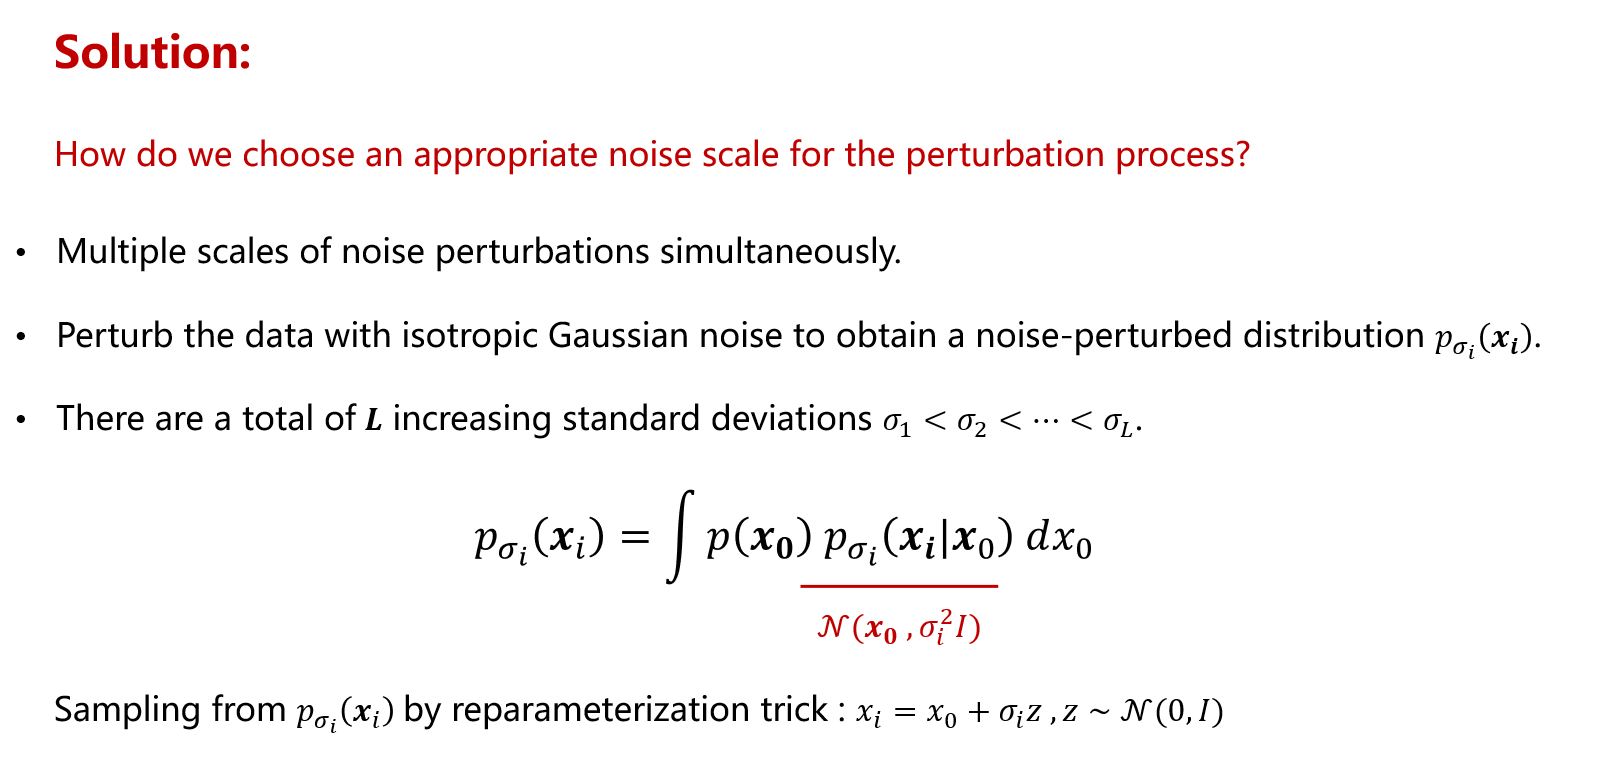 Solution:
How do we choose an appropriate noise scale for the perturbation process?
• Multiple scales of noise perturbations simultaneously.
• Perturb the data with isotropic Gaussian noise to obtain a noise-perturbed distribution $p_{\sigma_i}(\boldsymbol{x_i})$.
• There are a total of $\boldsymbol{L}$ increasing standard deviations $\sigma_1 < \sigma_2 < \cdots < \sigma_L$.
$p_{\sigma_i}(\boldsymbol{x}_i) = \int p(\boldsymbol{x_0})\, p_{\sigma_i}(\boldsymbol{x_i}|\boldsymbol{x}_0)\, dx_0$
$\mathcal{N}(\boldsymbol{x_0}, \sigma_i^2 I)$
Sampling from $p_{\sigma_i}(\boldsymbol{x}_i)$ by reparameterization trick : $x_i = x_0 + \sigma_i z, z \sim \mathcal{N}(0, I)$